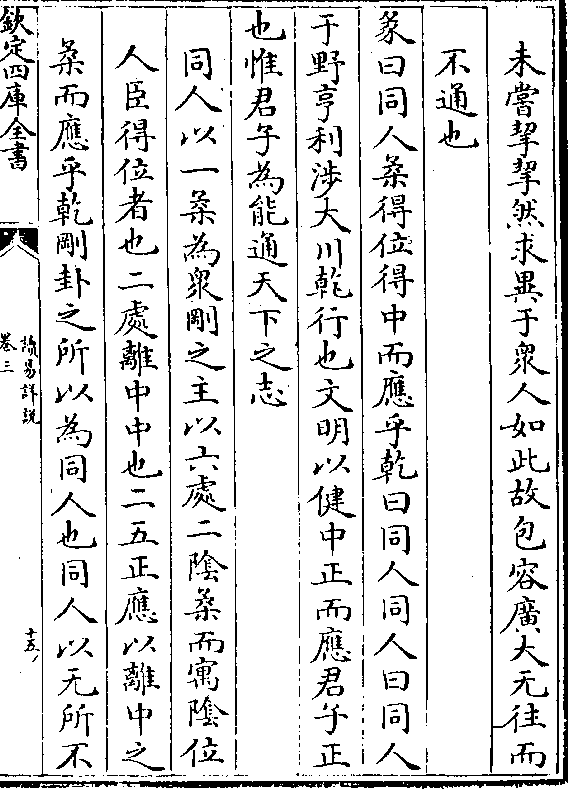 未嘗挈挈然求異于衆人如此故包容廣大无往而
不通也
彖曰同人柔得位得中而應乎乾曰同人同人曰同人
于野亨利涉大川乾行也文明以健中正而應君子正
也惟君子為能通天下之志
同人以一柔為衆剛之主以六處二陰柔而寓陰位
人臣得位者也二處離中中也二五正應以離中之
柔而應乎乾剛卦之所以為同人也同人以无所不
欽定四庫全書
讀易詳說
卷三
十五